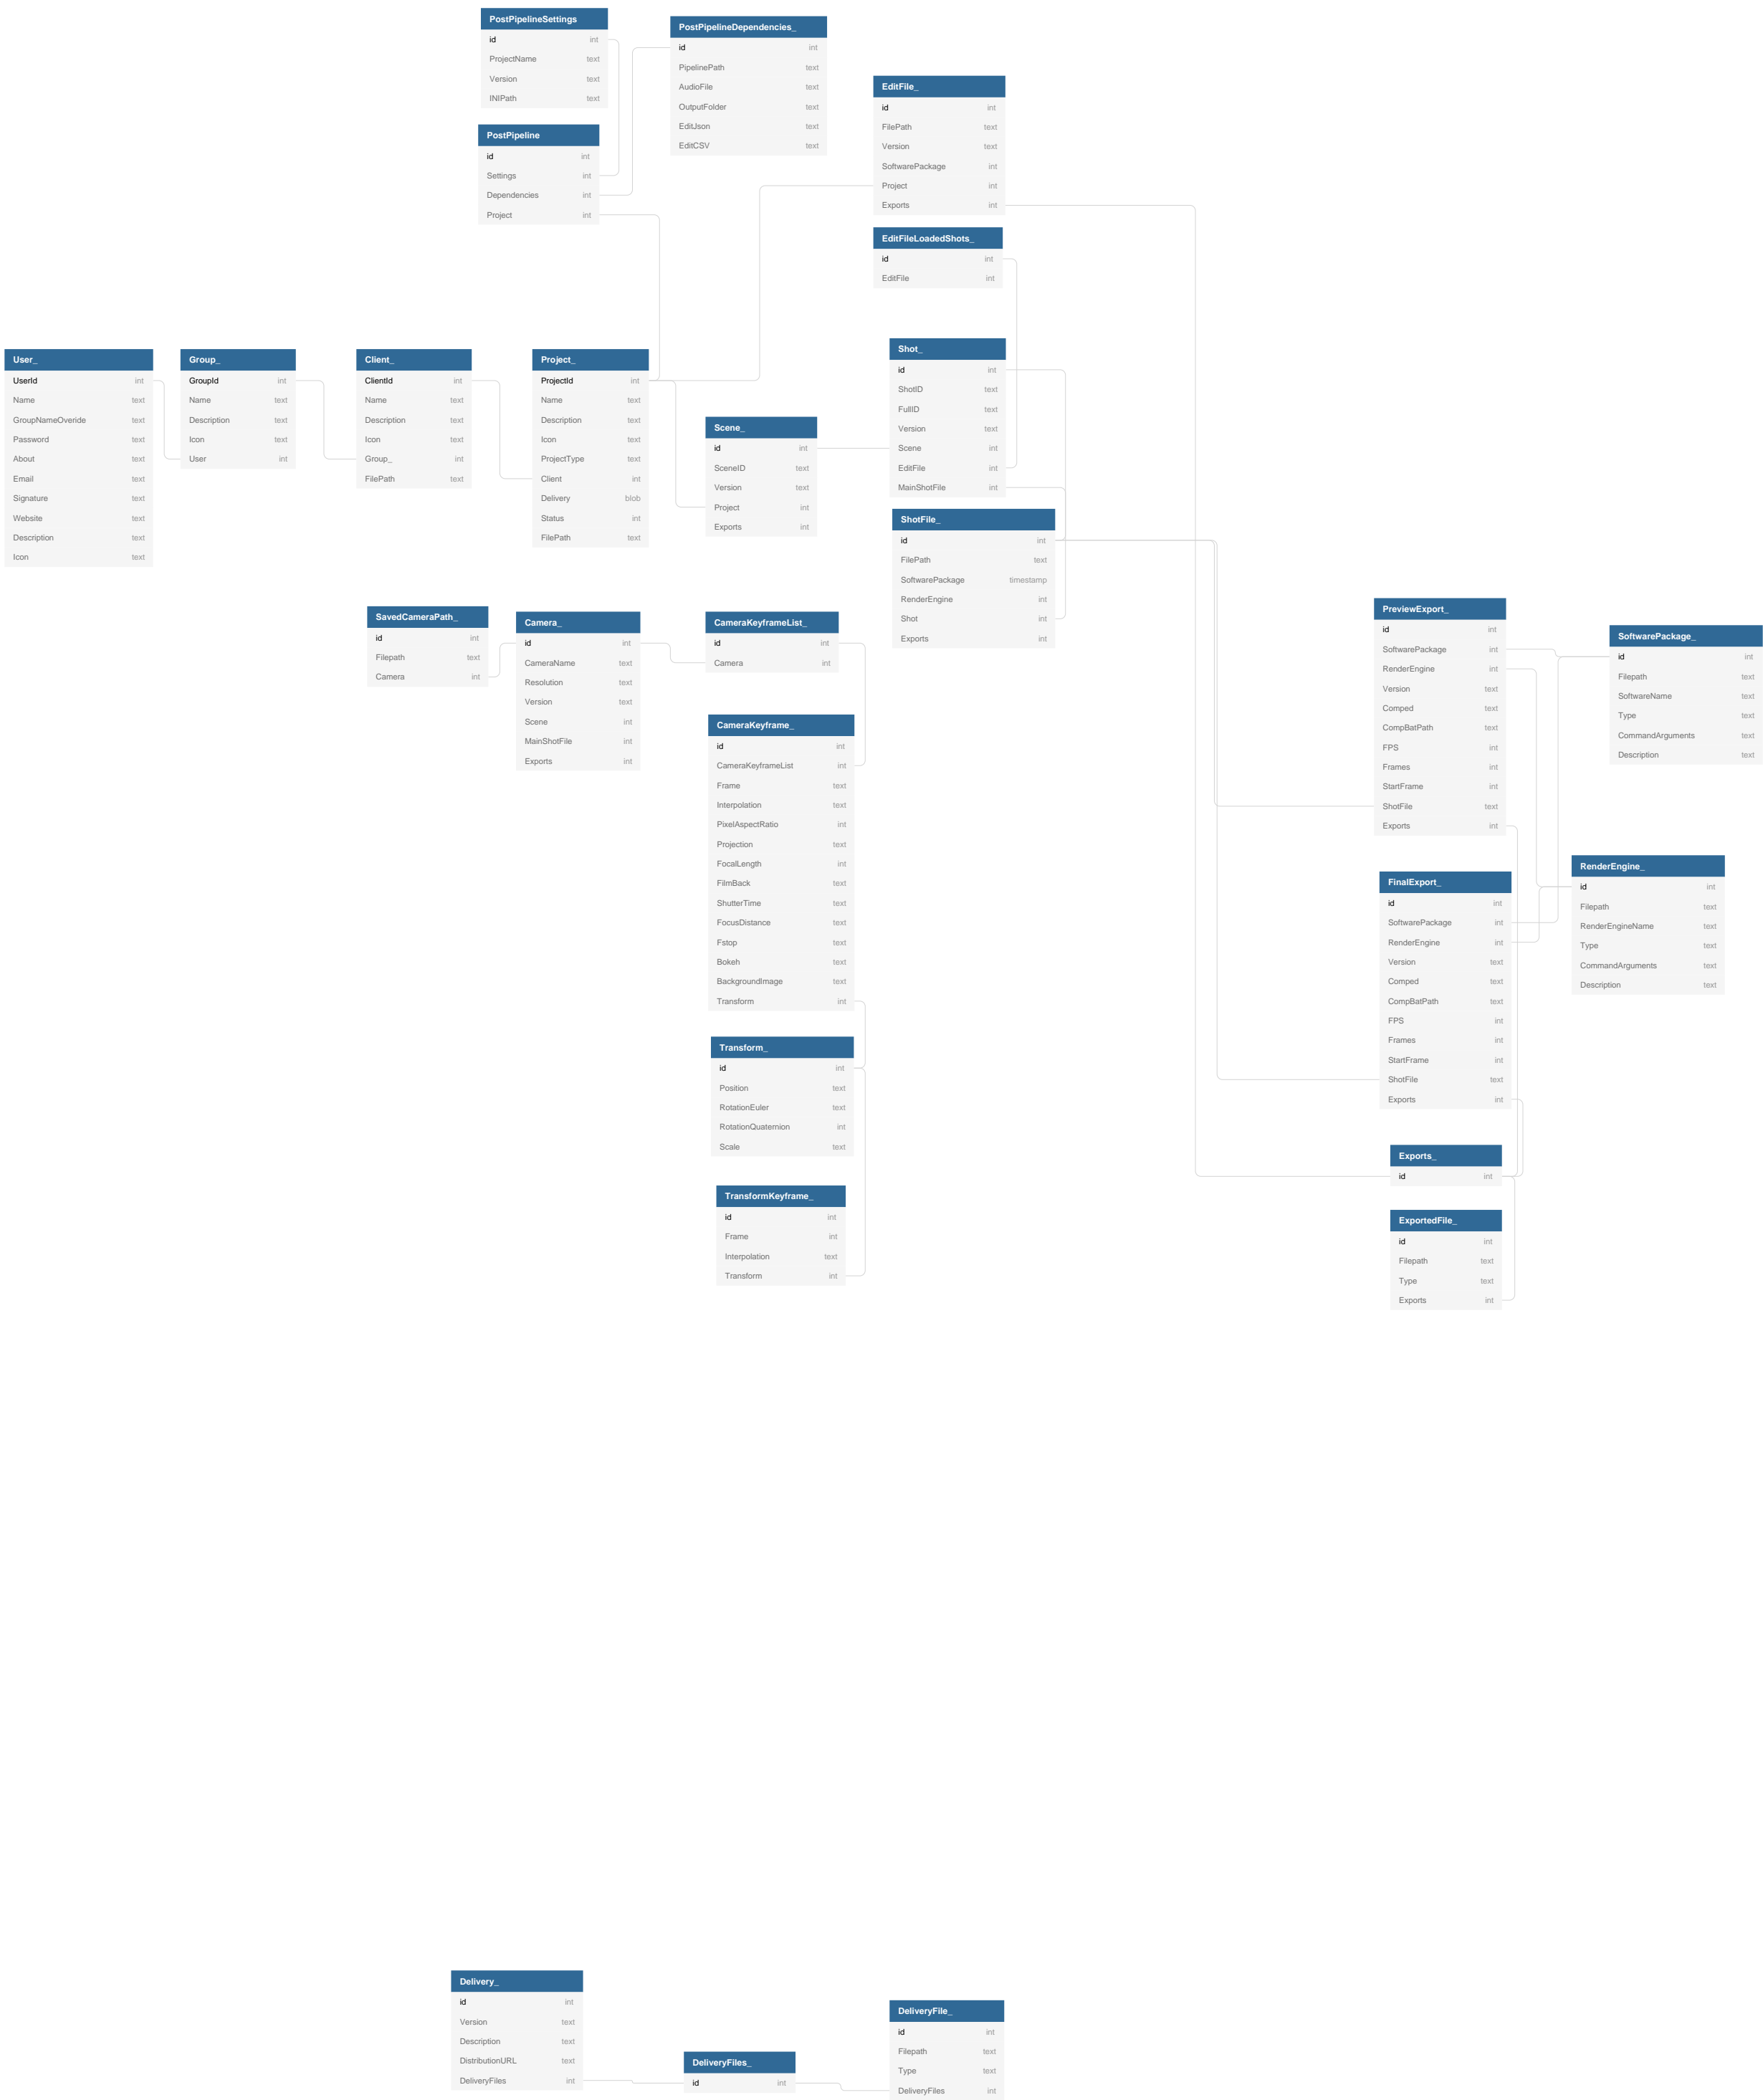 PostPipelineSettings
id int
ProjectName text
Version text
INIPath text
PostPipelineDependencies_
id int
PipelinePath text
AudioFile text
OutputFolder text
EditJson text
EditCSV text
EditFile_
id int
FilePath text
Version text
SoftwarePackage int
Project int
Exports int
PostPipeline
id int
Settings int
Dependencies int
Project int
EditFileLoadedShots_
id int
EditFile int
User_
UserId int
Name text
GroupNameOveride text
Password text
About text
Email text
Signature text
Website text
Description text
Icon text
Group_
GroupId int
Name text
Description text
Icon text
User int
Client_
ClientId int
Name text
Description text
Icon text
Group_ int
FilePath text
Project_
ProjectId int
Name text
Description text
Icon text
ProjectType text
Client int
Delivery blob
Status int
FilePath text
Scene_
id int
SceneID text
Version text
Project int
Exports int
Shot_
id int
ShotID text
FullID text
Version text
Scene int
EditFile int
MainShotFile int
ShotFile_
id int
FilePath text
SoftwarePackage timestamp
RenderEngine int
Shot int
Exports int
SavedCameraPath_
id int
Filepath text
Camera int
Camera_
id int
CameraName text
Resolution text
Version text
Scene int
MainShotFile int
Exports int
CameraKeyframeList_
id int
Camera int
CameraKeyframe_
id int
CameraKeyframeList int
Frame text
Interpolation text
PixelAspectRatio int
Projection text
FocalLength int
FilmBack text
ShutterTime text
FocusDistance text
Fstop text
Bokeh text
BackgroundImage text
Transform int
Transform_
id int
Position text
RotationEuler text
RotationQuaternion int
Scale text
TransformKeyframe_
id int
Frame int
Interpolation text
Transform int
PreviewExport_
id int
SoftwarePackage int
RenderEngine int
Version text
Comped text
CompBatPath text
FPS int
Frames int
StartFrame int
ShotFile text
Exports int
SoftwarePackage_
id int
Filepath text
SoftwareName text
Type text
CommandArguments text
Description text
FinalExport_
id int
SoftwarePackage int
RenderEngine int
Version text
Comped text
CompBatPath text
FPS int
Frames int
StartFrame int
ShotFile text
Exports int
RenderEngine_
id int
Filepath text
RenderEngineName text
Type text
CommandArguments text
Description text
Exports_
id int
ExportedFile_
id int
Filepath text
Type text
Exports int
Delivery_
id int
Version text
Description text
DistributionURL text
DeliveryFiles int
DeliveryFiles_
id int
DeliveryFile_
id int
Filepath text
Type text
DeliveryFiles int